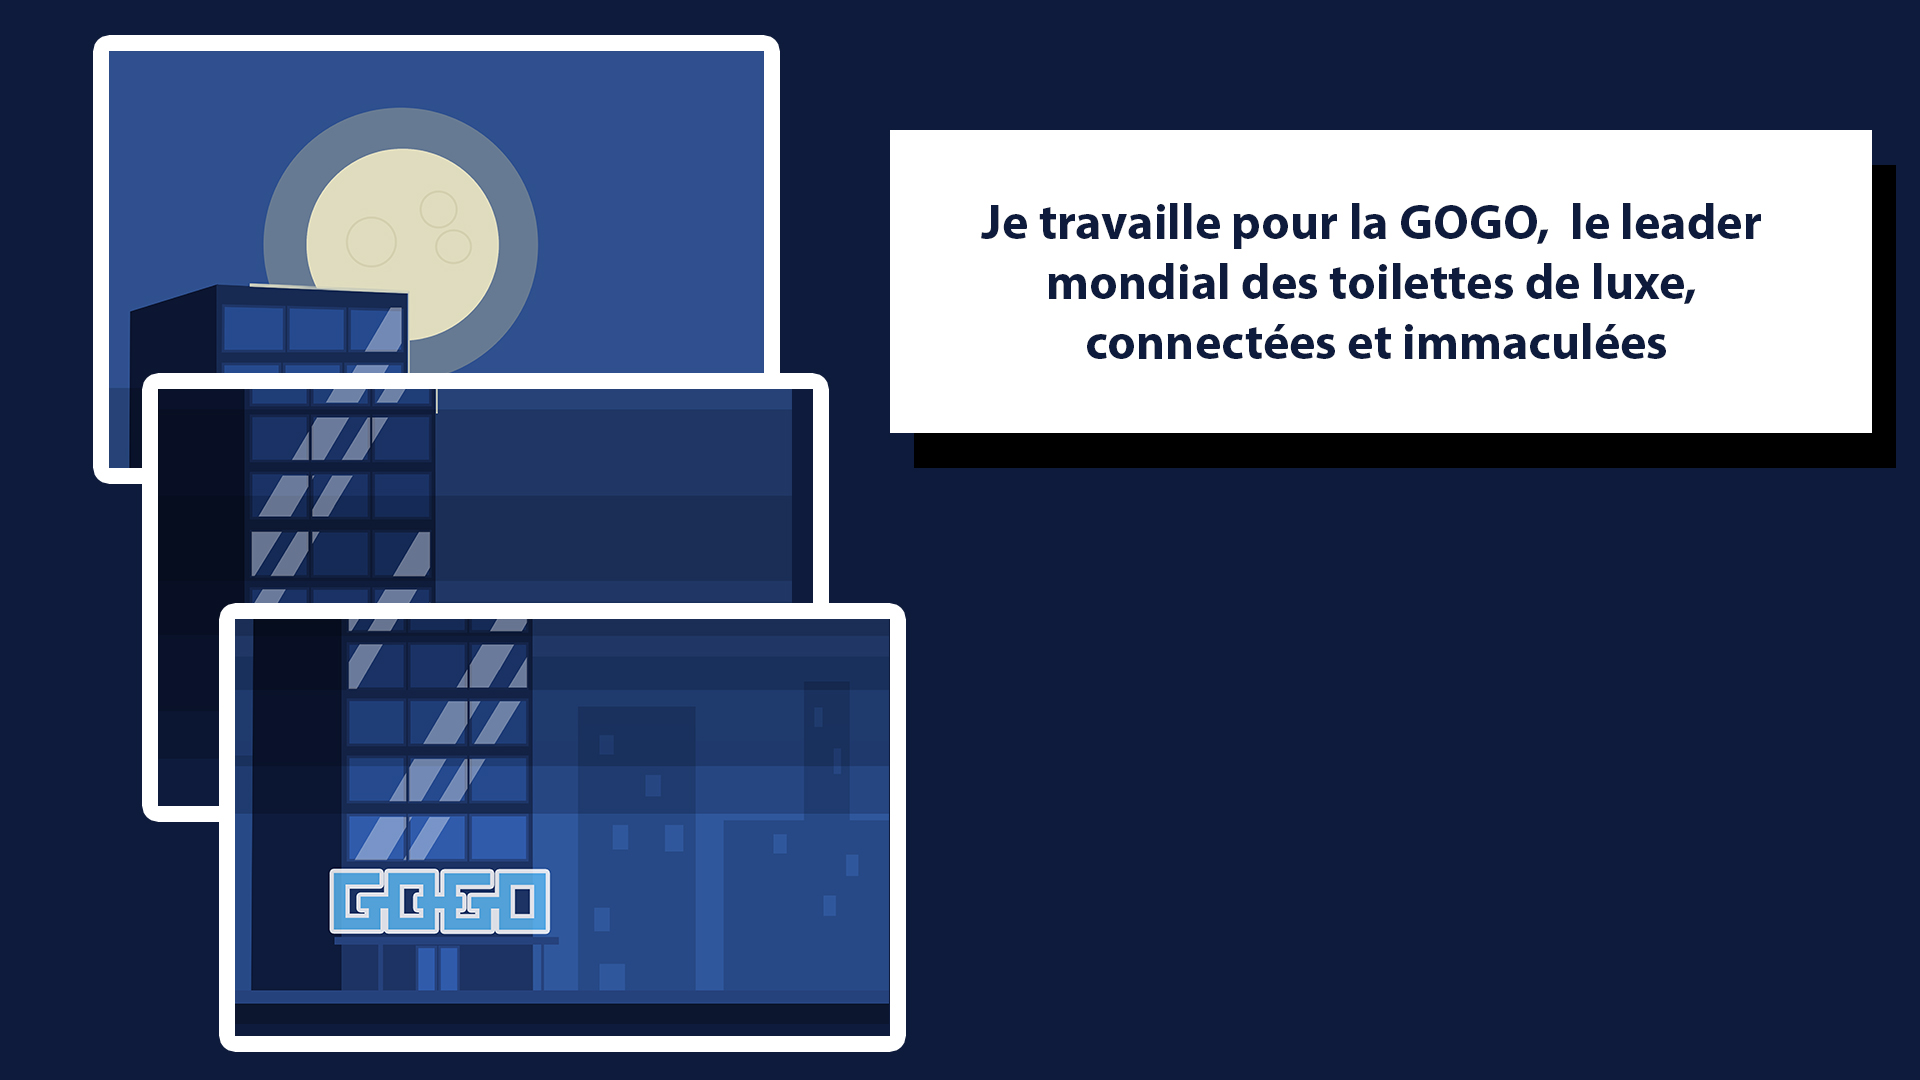 Je travaille pour la GOGO, le leader
mondial des toilettes de luxe,
connectées et immaculées
GOGO